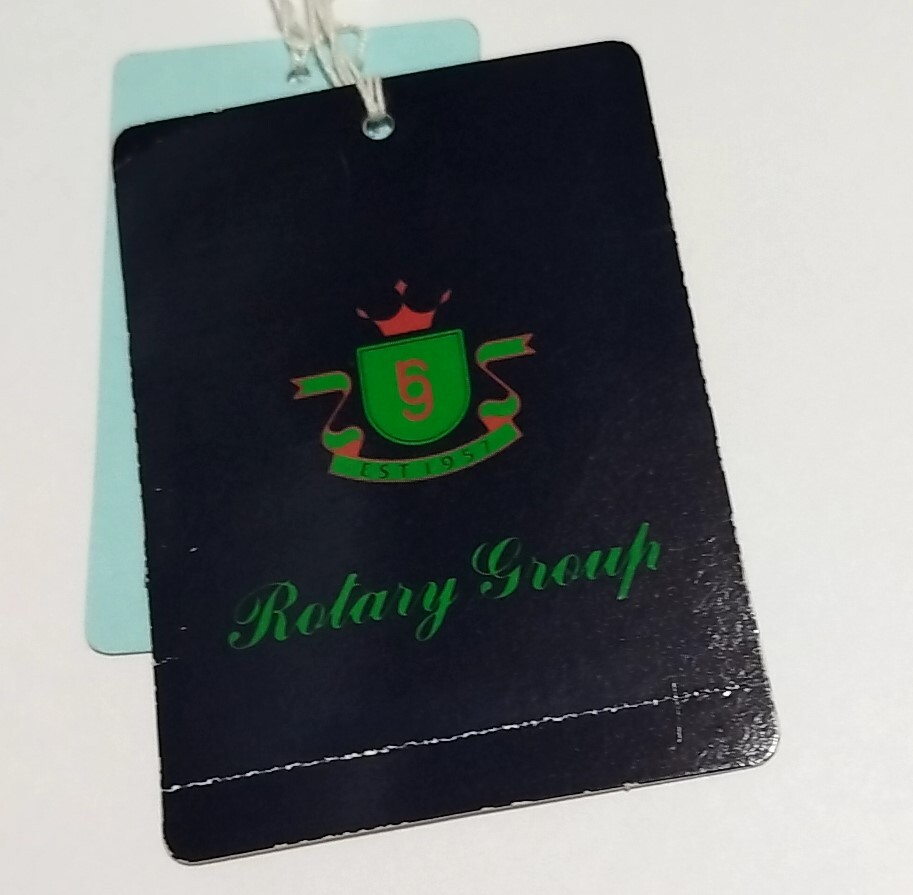 EST 1957
Rotary Group